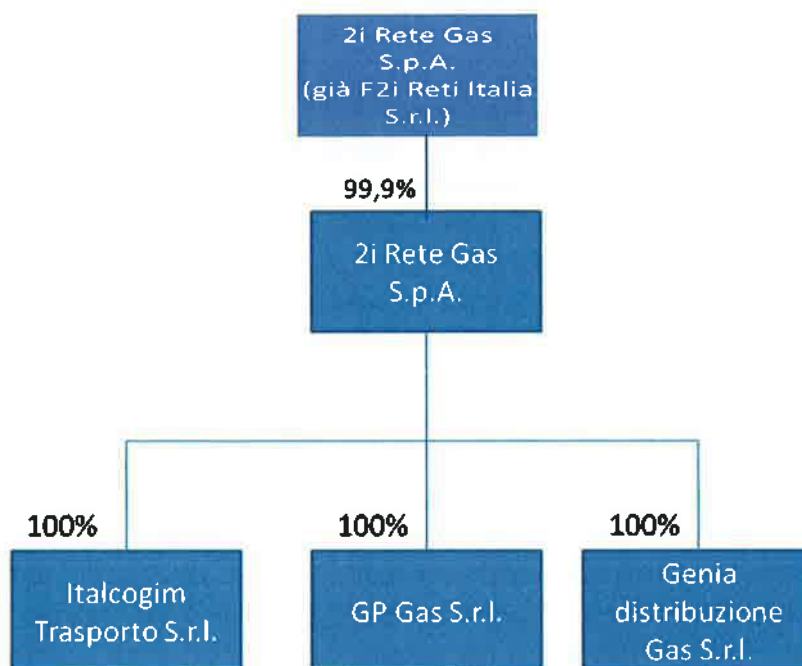 2i Rete Gas
S.p.A.
(già F2i Reti Italia
S.r.l.)
99,9%
2i Rete Gas
S.p.A.
100%
100%
100%
Italcogim
Trasporto S.r.l.
GP Gas S.r.l.
Genia
distribuzione
Gas S.r.l.